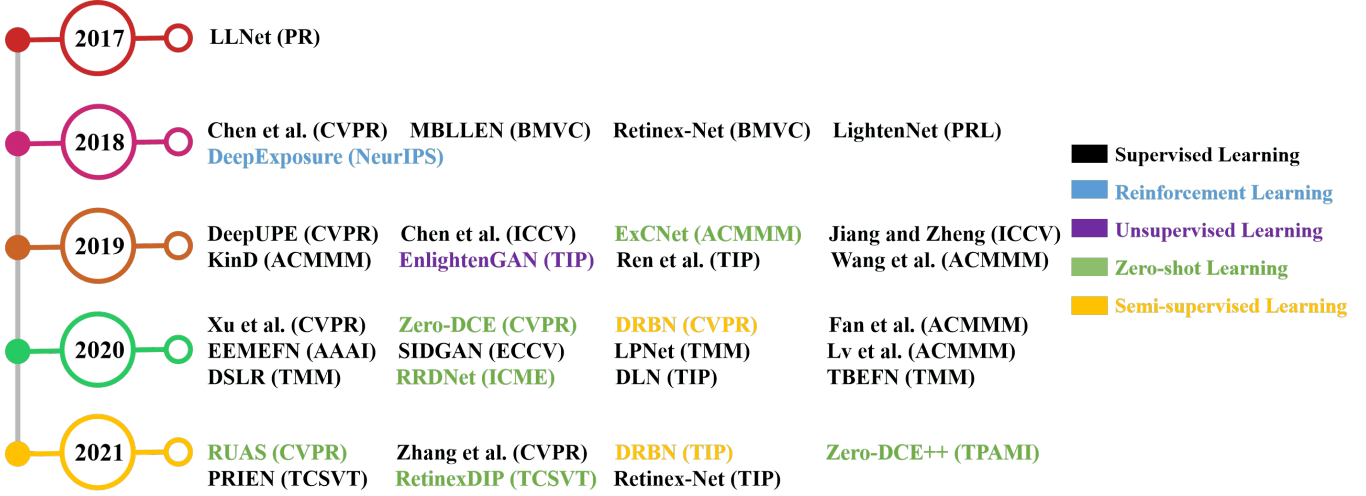 2017
LLNet (PR)
2018
Chen et al. (CVPR) MBLLEN (BMVC) Retinex-Net (BMVC) LightenNet (PRL)
DeepExposure (NeurIPS)
2019
DeepUPE (CVPR) Chen et al. (ICCV) ExCNet (ACMMM) Jiang and Zheng (ICCV)
KinD (ACMMM) EnlightenGAN (TIP) Ren et al. (TIP) Wang et al. (ACMMM)
2020
Xu et al. (CVPR) Zero-DCE (CVPR) DRBN (CVPR) Fan et al. (ACMMM)
EEMEFN (AAAI) SIDGAN (ECCV) LPNet (TMM) Lv et al. (ACMMM)
DSLR (TMM) RRDNet (ICME) DLN (TIP) TBEFN (TMM)
2021
RUAS (CVPR) Zhang et al. (CVPR) DRBN (TIP) Zero-DCE++ (TPAMI)
PRIEN (TCSVT) RetinexDIP (TCSVT) Retinex-Net (TIP)
Supervised Learning
Reinforcement Learning
Unsupervised Learning
Zero-shot Learning
Semi-supervised Learning